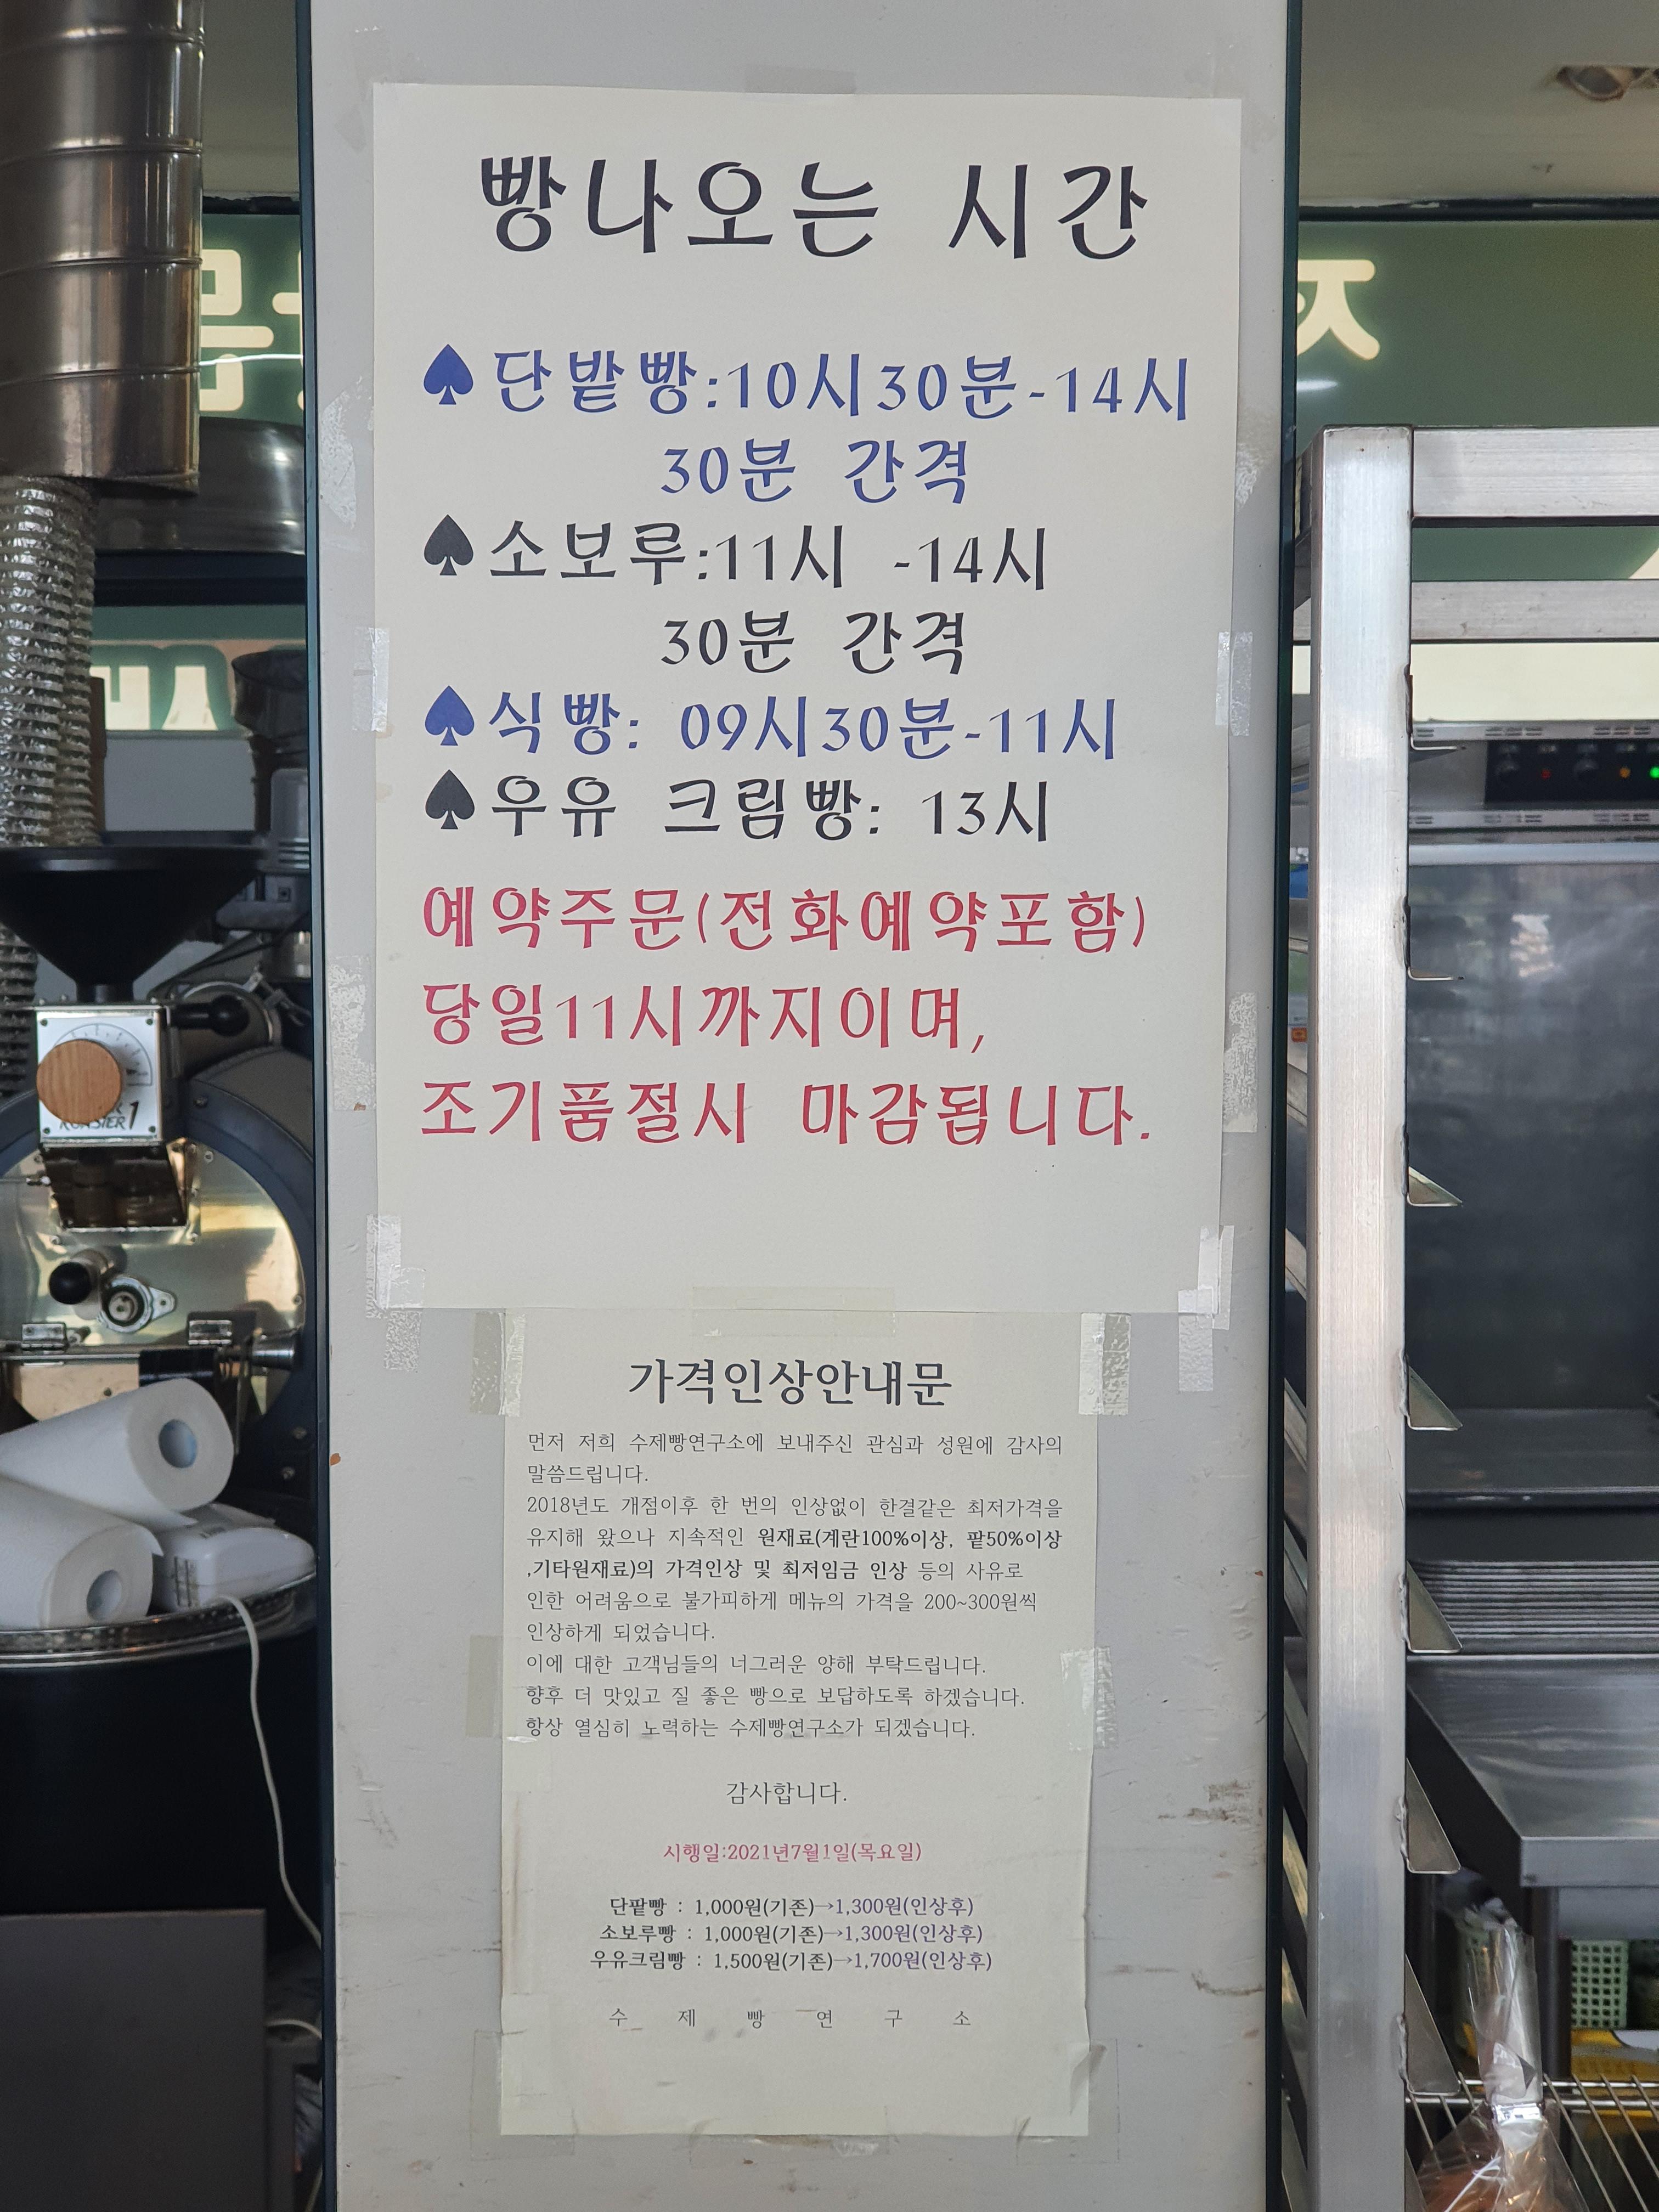 빵나오는 시간
♠단밭빵:10시30분-14시
30분 간격
♠소보루:11시 -14시
30분 간격
♠식빵: 09시30분-11시
♠우유 크림빵: 13시
예약주문(전화예약포함)
당일11시까지이며,
조기품절시 마감됩니다.
가격인상안내문
먼저 저희 수제빵연구소에 보내주신 관심과 성원에 감사의
말씀드립니다.
2018년도 개점이후 한 번의 인상없이 한결같은 최저가격을
유지해 왔으나 지속적인 원재료(계란100%이상, 팥50%이상
,기타원재료)의 가격인상 및 최저임금 인상 등의 사유로
인한 어려움으로 불가피하게 메뉴의 가격을 200~300원씩
인상하게 되었습니다.
이에 대한 고객님들의 너그러운 양해 부탁드립니다.
향후 더 맛있고 질 좋은 빵으로 보답하도록 하겠습니다.
항상 열심히 노력하는 수제빵연구소가 되겠습니다.
감사합니다.
시행일:2021년7월1일(목요일)
단팥빵 : 1,000원(기존)→1,300원(인상후)
소보루빵 : 1,000원(기존)→1,300원(인상후)
우유크림빵 : 1,500원(기존)→1,700원(인상후)
수 제 빵 연 구 소